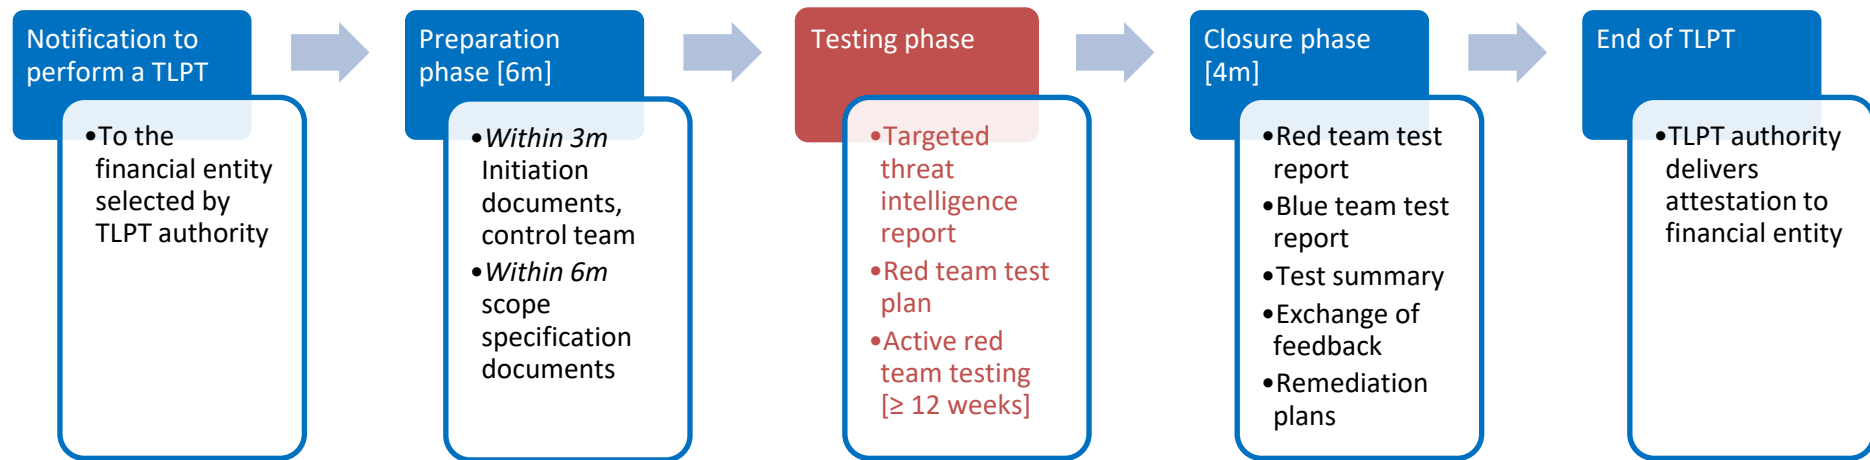 Notification to
perform a TLPT
•To the
financial entity
selected by
TLPT authority
Preparation
phase [6m]
•Within 3m
Initiation
documents,
control team
•Within 6m
scope
specification
documents
Testing phase
•Targeted
threat
intelligence
report
•Red team test
plan
•Active red
team testing
[≥ 12 weeks]
Closure phase
[4m]
•Red team test
report
•Blue team test
report
•Test summary
•Exchange of
feedback
•Remediation
plans
End of TLPT
•TLPT authority
delivers
attestation to
financial entity